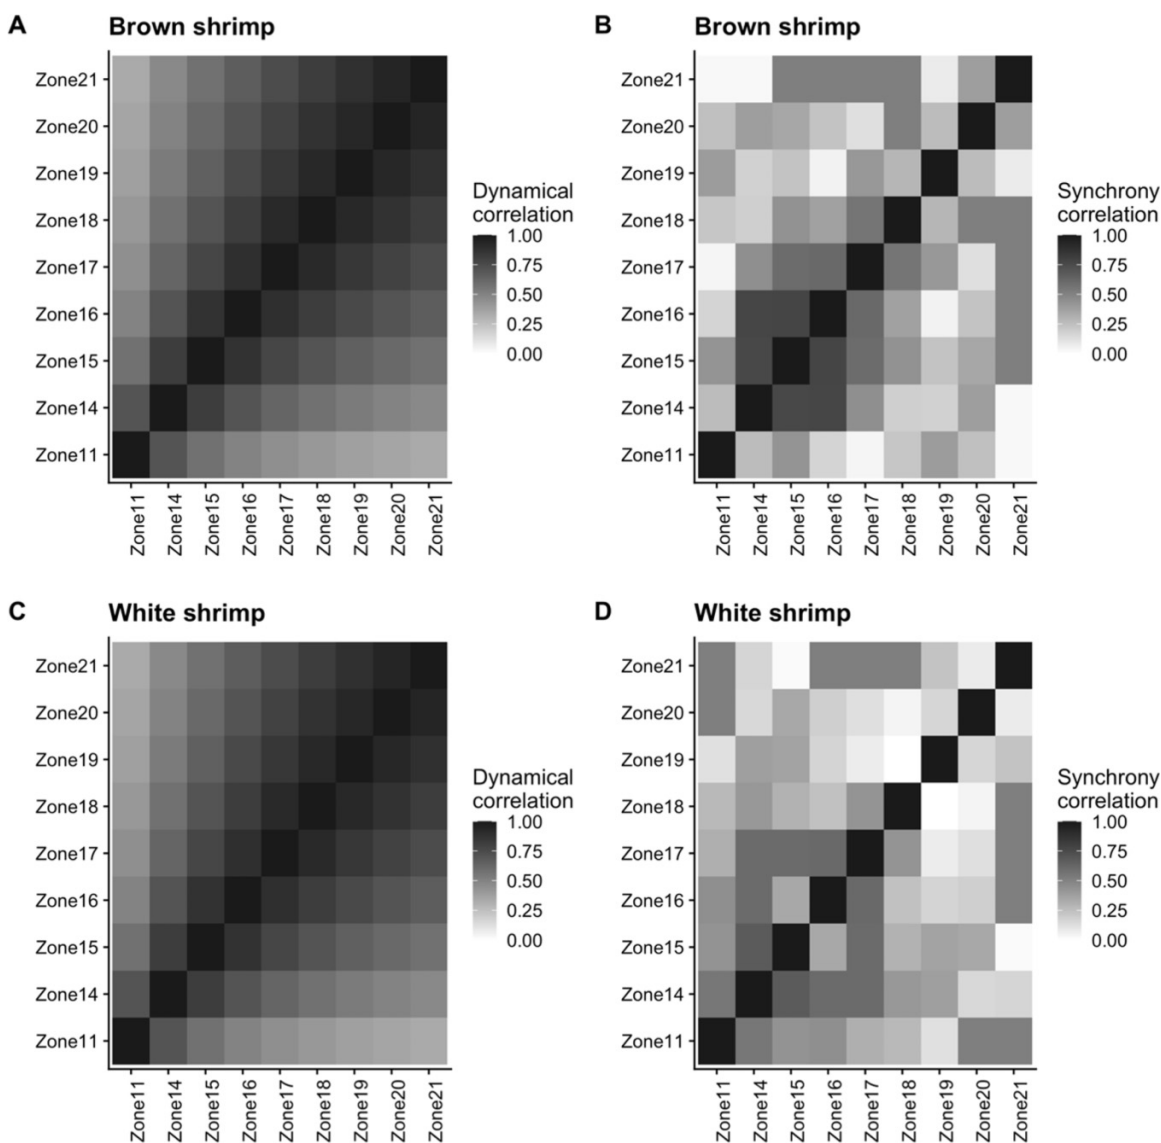 A Brown shrimp
Zone21
Zone20
Zone19
Zone18
Zone17
Zone16
Zone15
Zone14
Zone11
Zone11
Zone14
Zone15
Zone16
Zone17
Zone18
Zone19
Zone20
Zone21
Dynamical
correlation
1.00
0.75
0.50
0.25
0.00
B Brown shrimp
Zone21
Zone20
Zone19
Zone18
Zone17
Zone16
Zone15
Zone14
Zone11
Zone11
Zone14
Zone15
Zone16
Zone17
Zone18
Zone19
Zone20
Zone21
Synchrony
correlation
1.00
0.75
0.50
0.25
0.00
C White shrimp
Zone21
Zone20
Zone19
Zone18
Zone17
Zone16
Zone15
Zone14
Zone11
Zone11
Zone14
Zone15
Zone16
Zone17
Zone18
Zone19
Zone20
Zone21
Dynamical
correlation
1.00
0.75
0.50
0.25
0.00
D White shrimp
Zone21
Zone20
Zone19
Zone18
Zone17
Zone16
Zone15
Zone14
Zone11
Zone11
Zone14
Zone15
Zone16
Zone17
Zone18
Zone19
Zone20
Zone21
Synchrony
correlation
1.00
0.75
0.50
0.25
0.00